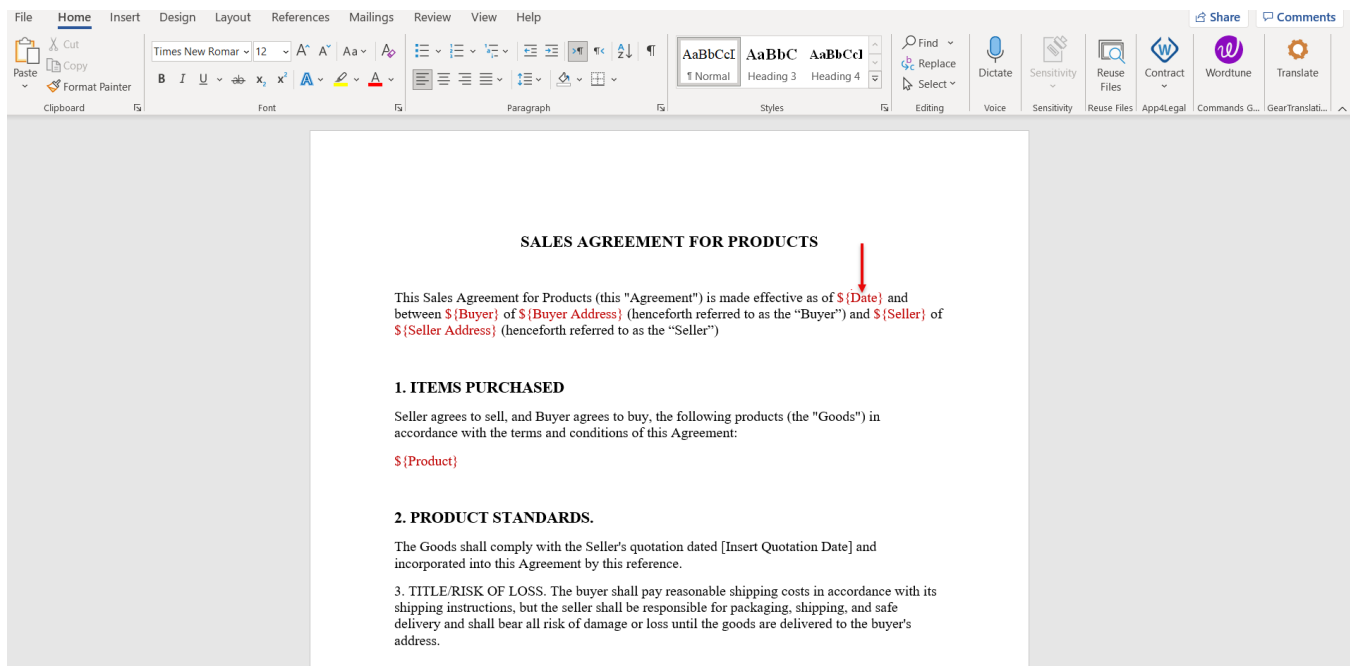 File Home Insert Design Layout References Mailings Review View Help Share Comments
Cut
Copy
Paste
Format Painter
Clipboard
Times New Romar 12 A^ Aˇ Aa A
B I U ab x₂ x² A A
Font
Paragraph
AaBbCcI AaBbC AaBbCcI
¶ Normal Heading 3 Heading 4
Styles
Find
Replace
Select
Editing
Dictate
Voice
Sensitivity
Sensitivity
Reuse
Files
Reuse Files
Contract
App4Legal
Wordtune
Commands G...
Translate
GearTranslati...
SALES AGREEMENT FOR PRODUCTS
This Sales Agreement for Products (this "Agreement") is made effective as of ${Date} and
between ${Buyer} of ${Buyer Address} (henceforth referred to as the “Buyer”) and ${Seller} of
${Seller Address} (henceforth referred to as the “Seller”)
1. ITEMS PURCHASED
Seller agrees to sell, and Buyer agrees to buy, the following products (the "Goods") in
accordance with the terms and conditions of this Agreement:
${Product}
2. PRODUCT STANDARDS.
The Goods shall comply with the Seller's quotation dated [Insert Quotation Date] and
incorporated into this Agreement by this reference.
3. TITLE/RISK OF LOSS. The buyer shall pay reasonable shipping costs in accordance with its
shipping instructions, but the seller shall be responsible for packaging, shipping, and safe
delivery and shall bear all risk of damage or loss until the goods are delivered to the buyer's
address.